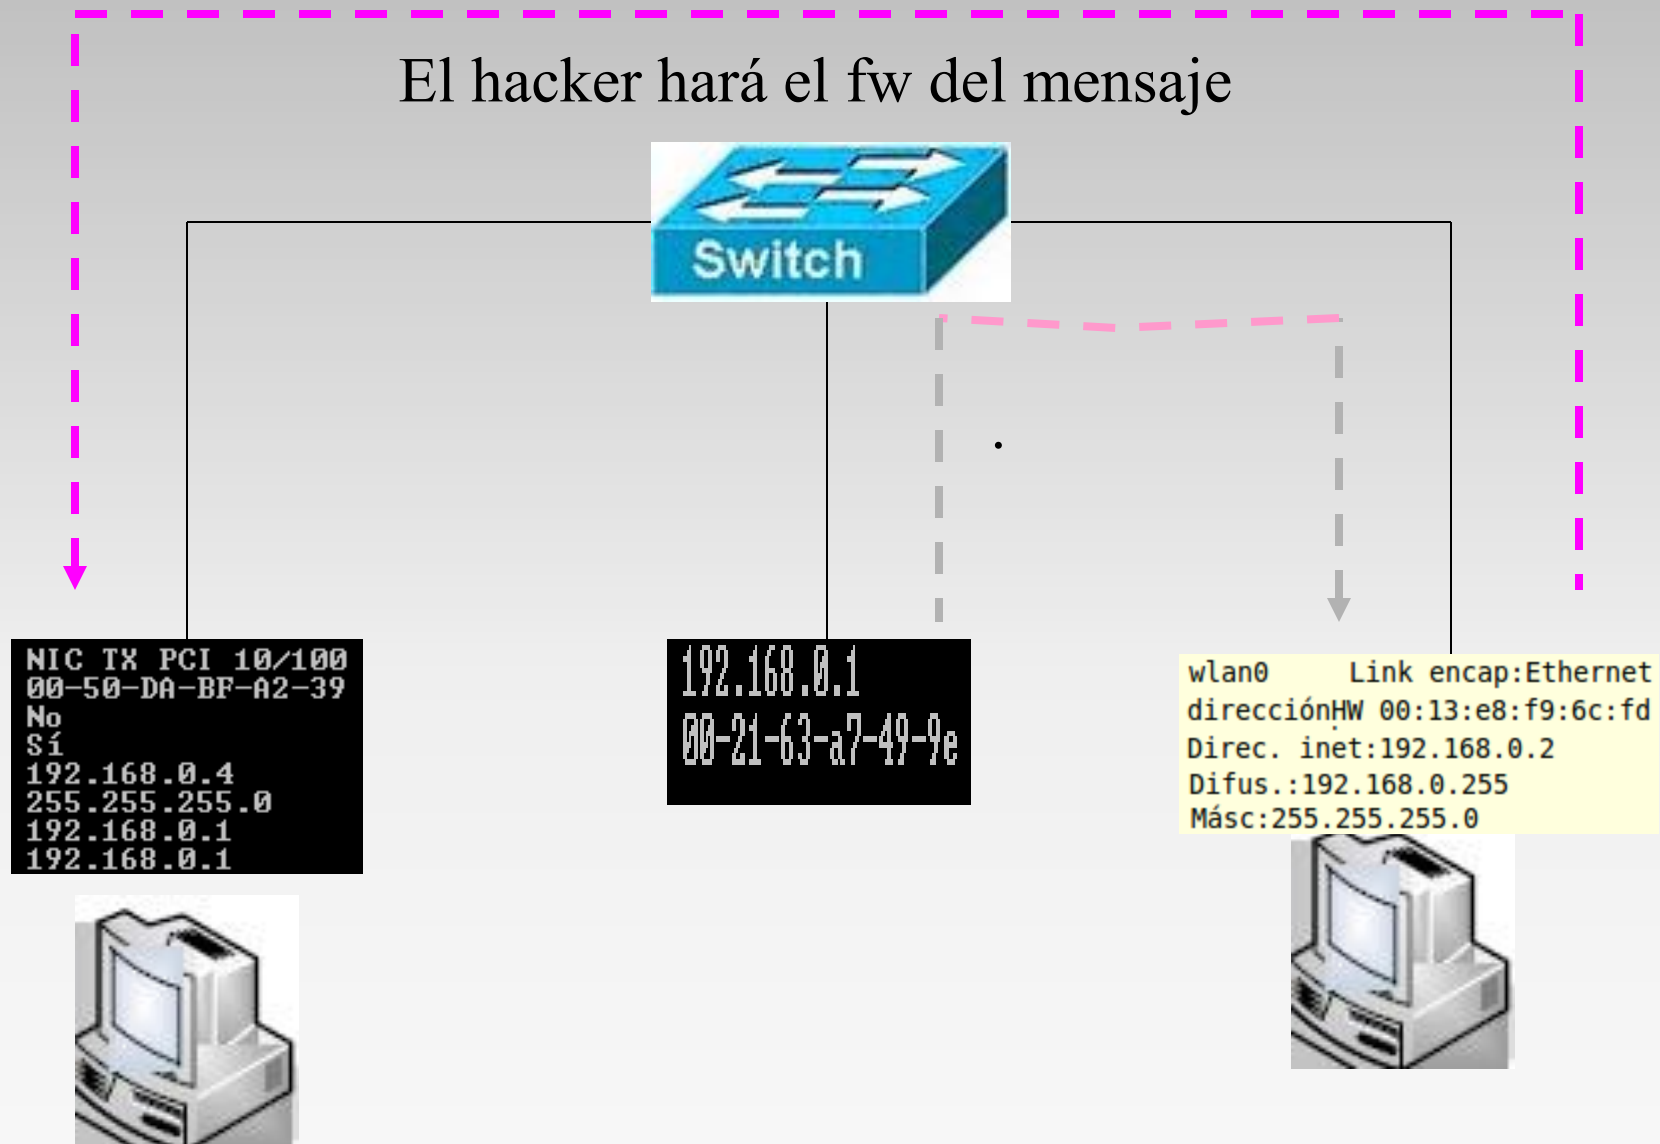 El hacker hará el fw del mensaje
Switch
.
NIC TX PCI 10/100
00-50-DA-BF-A2-39
No
Sí
192.168.0.4
255.255.255.0
192.168.0.1
192.168.0.1
192.168.0.1
00-21-63-a7-49-9e
wlan0 Link encap:Ethernet
direcciónHW 00:13:e8:f9:6c:fd
Direc. inet:192.168.0.2
Difus.:192.168.0.255
Másc:255.255.255.0